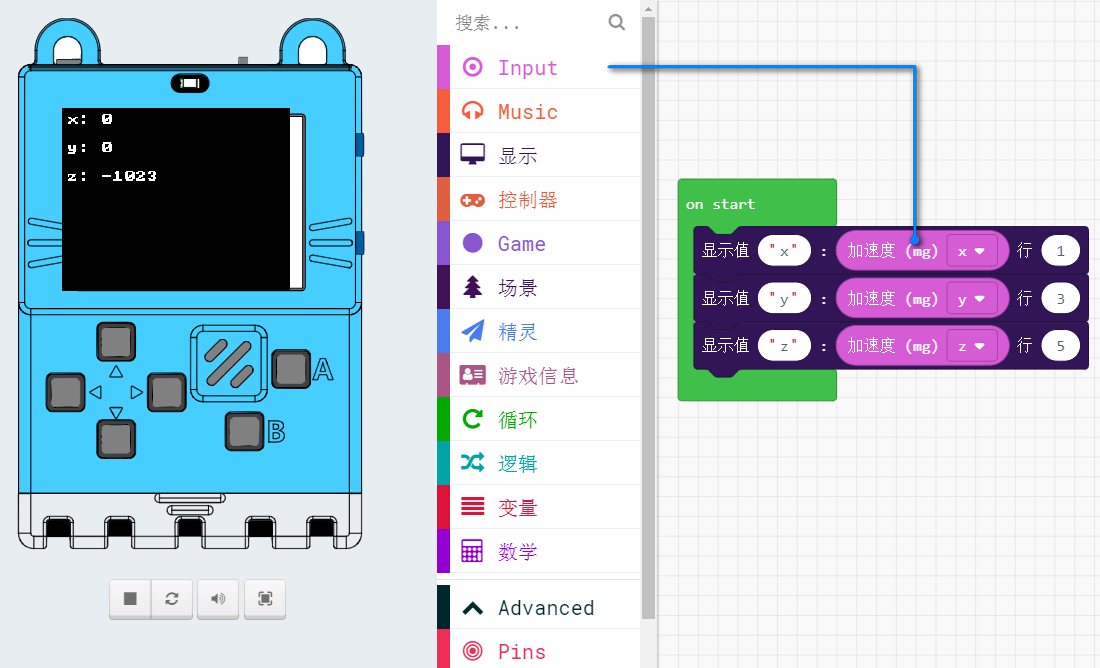 x: 0
y: 0
z: -1023
A
B
搜索...
Input
Music
显示
控制器
Game
场景
精灵
游戏信息
循环
逻辑
变量
数学
Advanced
Pins
on start
显示值 "x" : 加速度 (mg) x 行 1
显示值 "y" : 加速度 (mg) y 行 3
显示值 "z" : 加速度 (mg) z 行 5